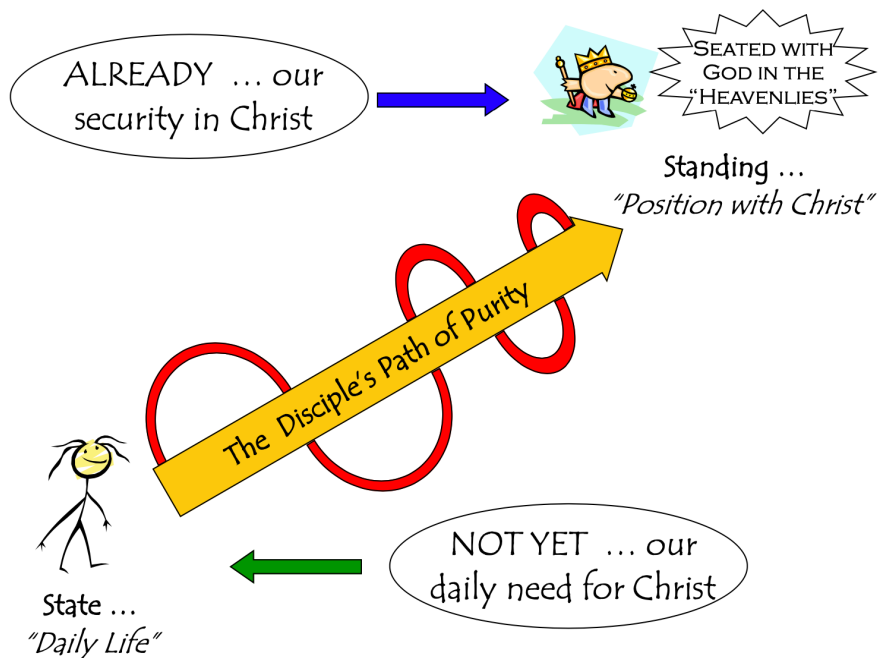 ALREADY … our
security in Christ
SEATED WITH
GOD IN THE
“HEAVENLIES”
Standing …
“Position with Christ”
The Disciple’s Path of Purity
NOT YET … our
daily need for Christ
State …
“Daily Life”